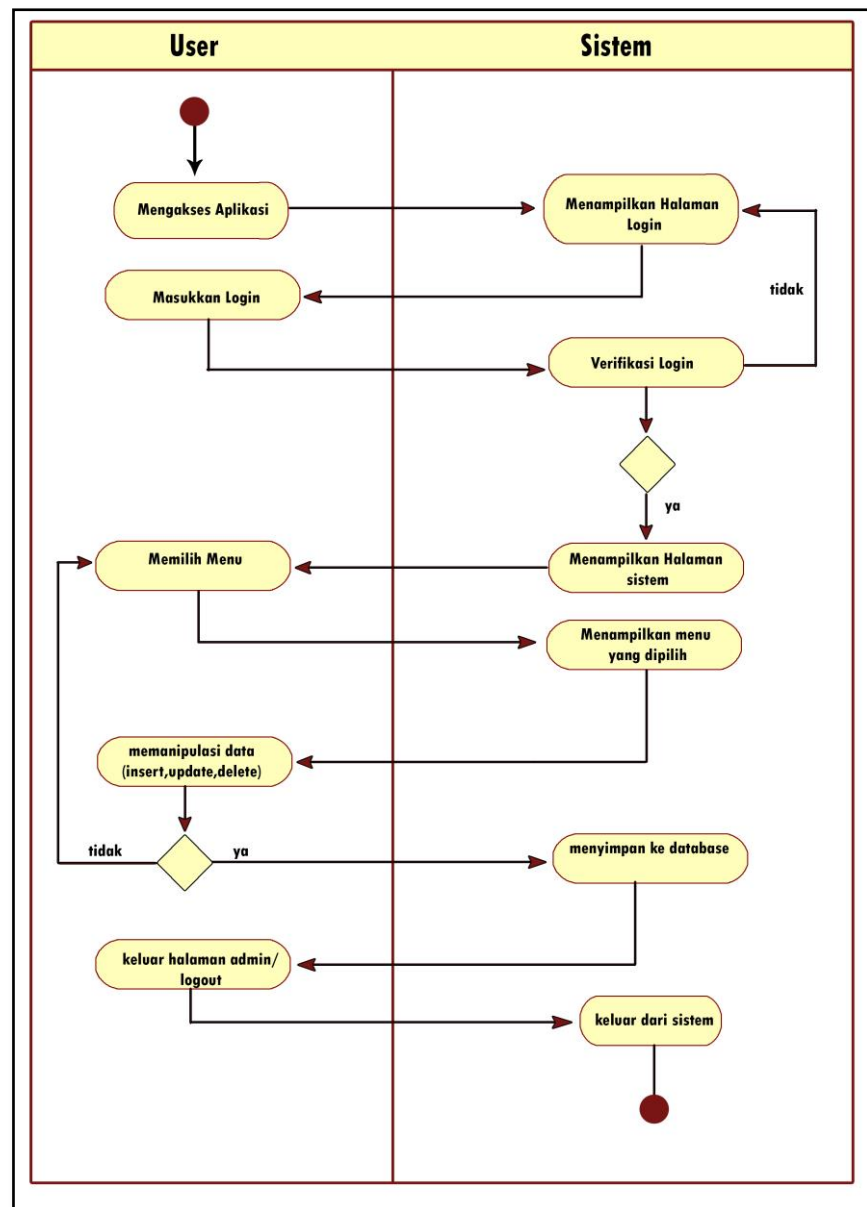 User
Sistem
Mengakses Aplikasi
Menampilkan Halaman
Login
Masukkan Login
tidak
Verifikasi Login
ya
Memilih Menu
Menampilkan Halaman
sistem
Menampilkan menu
yang dipilih
memanipulasi data
(insert,update,delete)
tidak
ya
menyimpan ke database
keluar halaman admin/
logout
keluar dari sistem